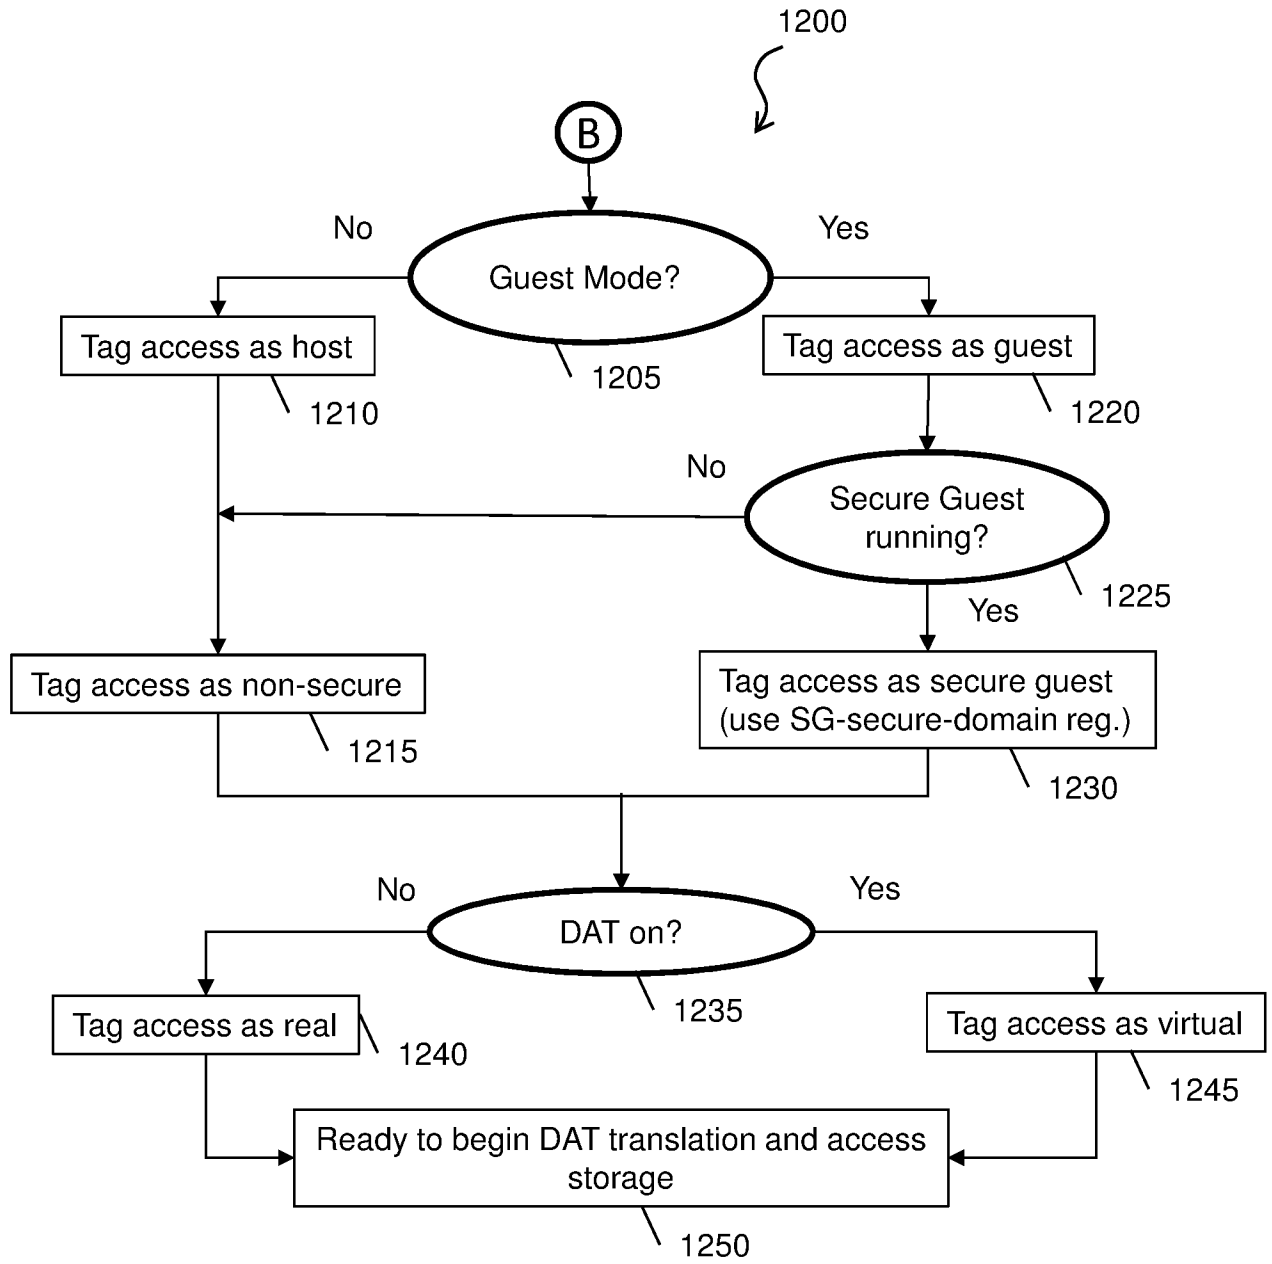 1200
B
No
Yes
Guest Mode?
Tag access as host
Tag access as guest
1205
1210
1220
No
Secure Guest
running?
1225
Yes
Tag access as non-secure
Tag access as secure guest
(use SG-secure-domain reg.)
1215
1230
No
Yes
DAT on?
1235
Tag access as real
Tag access as virtual
1240
1245
Ready to begin DAT translation and access
storage
1250